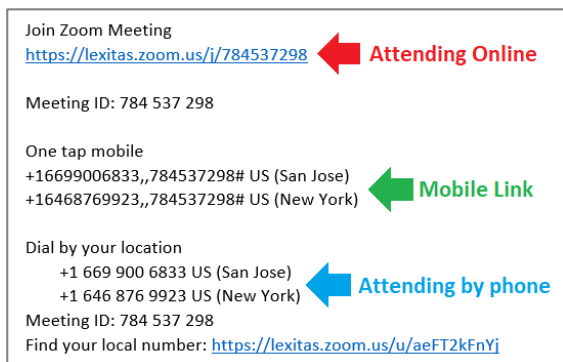 Join Zoom Meeting
https://lexitas.zoom.us/j/784537298
Attending Online
Meeting ID: 784 537 298
One tap mobile
+16699006833,,784537298# US (San Jose)
+16468769923,,784537298# US (New York)
Mobile Link
Dial by your location
+1 669 900 6833 US (San Jose)
+1 646 876 9923 US (New York)
Attending by phone
Meeting ID: 784 537 298
Find your local number: https://lexitas.zoom.us/u/aeFT2kFnYj